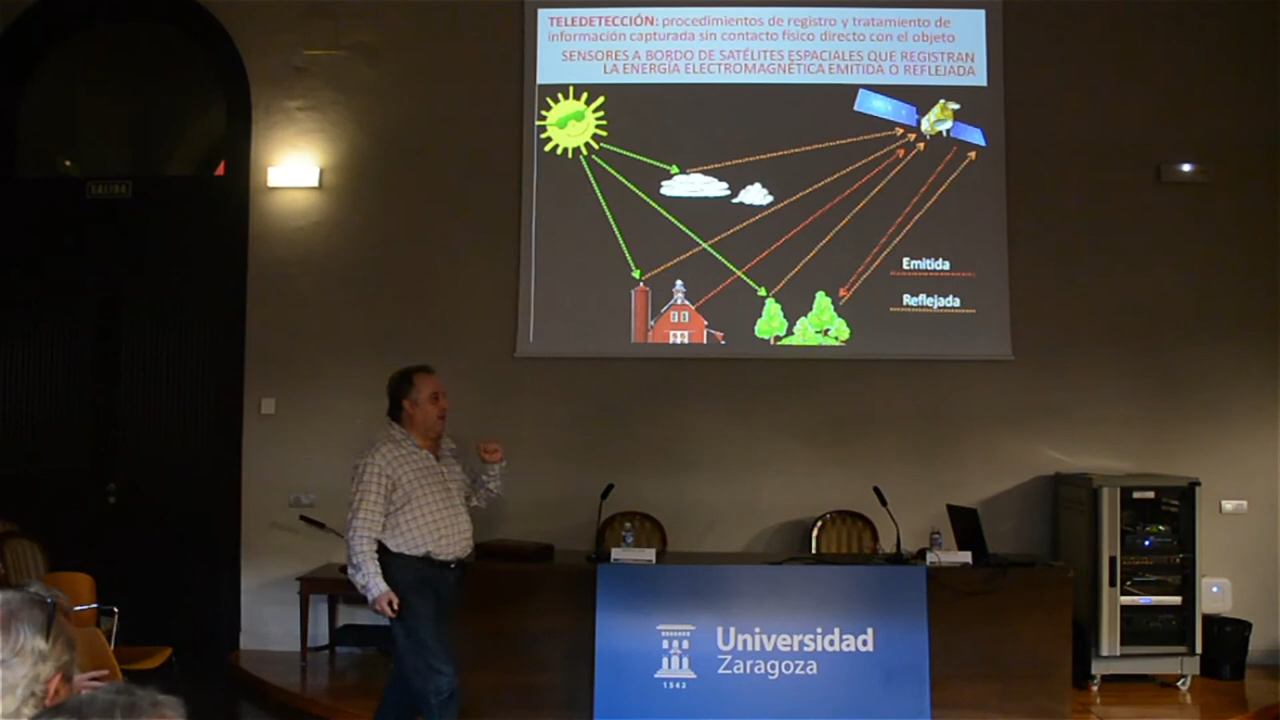 TELEDETECCIÓN: procedimientos de registro y tratamiento de
información capturada sin contacto físico directo con el objeto
SENSORES A BORDO DE SATÉLITES ESPACIALES QUE REGISTRAN
LA ENERGÍA ELECTROMAGNÉTICA EMITIDA O REFLEJADA
SALIDA
Emitida
Reflejada
Universidad
Zaragoza
1542